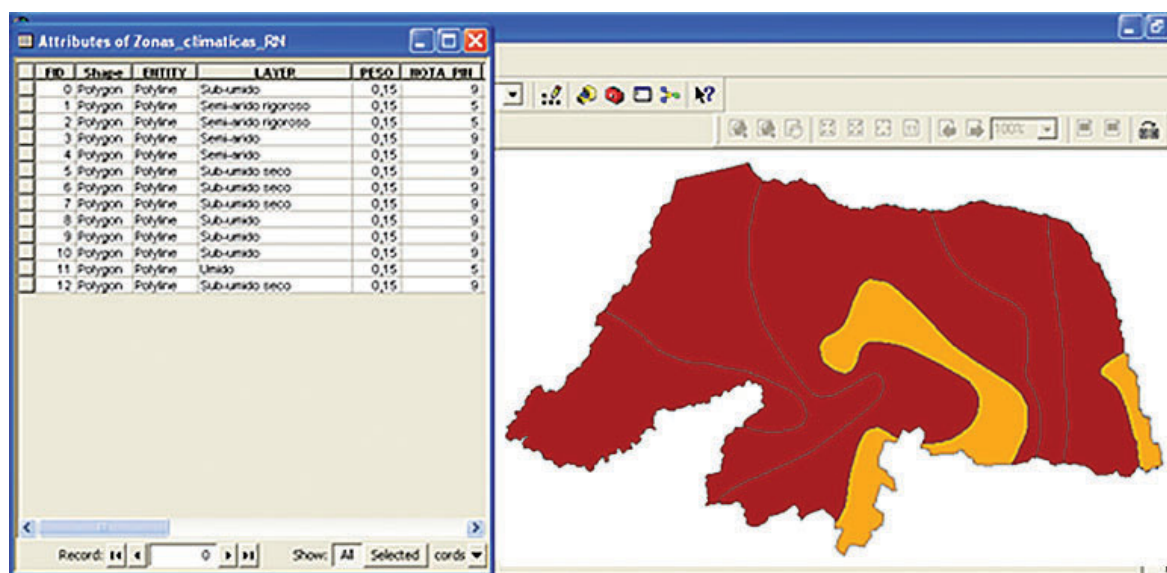 Attributes of Zonas_climaticas_RN
FID Shape ENTITY LAYER PESO NOTA_PIN
0 Polygon Polyline Sub-umido 0,15 9
1 Polygon Polyline Semi-arido rigoroso 0,15 5
2 Polygon Polyline Semi-arido rigoroso 0,15 5
3 Polygon Polyline Semi-arido 0,15 9
4 Polygon Polyline Semi-arido 0,15 9
5 Polygon Polyline Sub-umido seco 0,15 9
6 Polygon Polyline Sub-umido seco 0,15 9
7 Polygon Polyline Sub-umido seco 0,15 9
8 Polygon Polyline Sub-umido 0,15 9
9 Polygon Polyline Sub-umido 0,15 9
10 Polygon Polyline Sub-umido 0,15 9
11 Polygon Polyline Umido 0,15 5
12 Polygon Polyline Sub-umido seco 0,15 9
100%
Record: 0 Show: All Selected cords